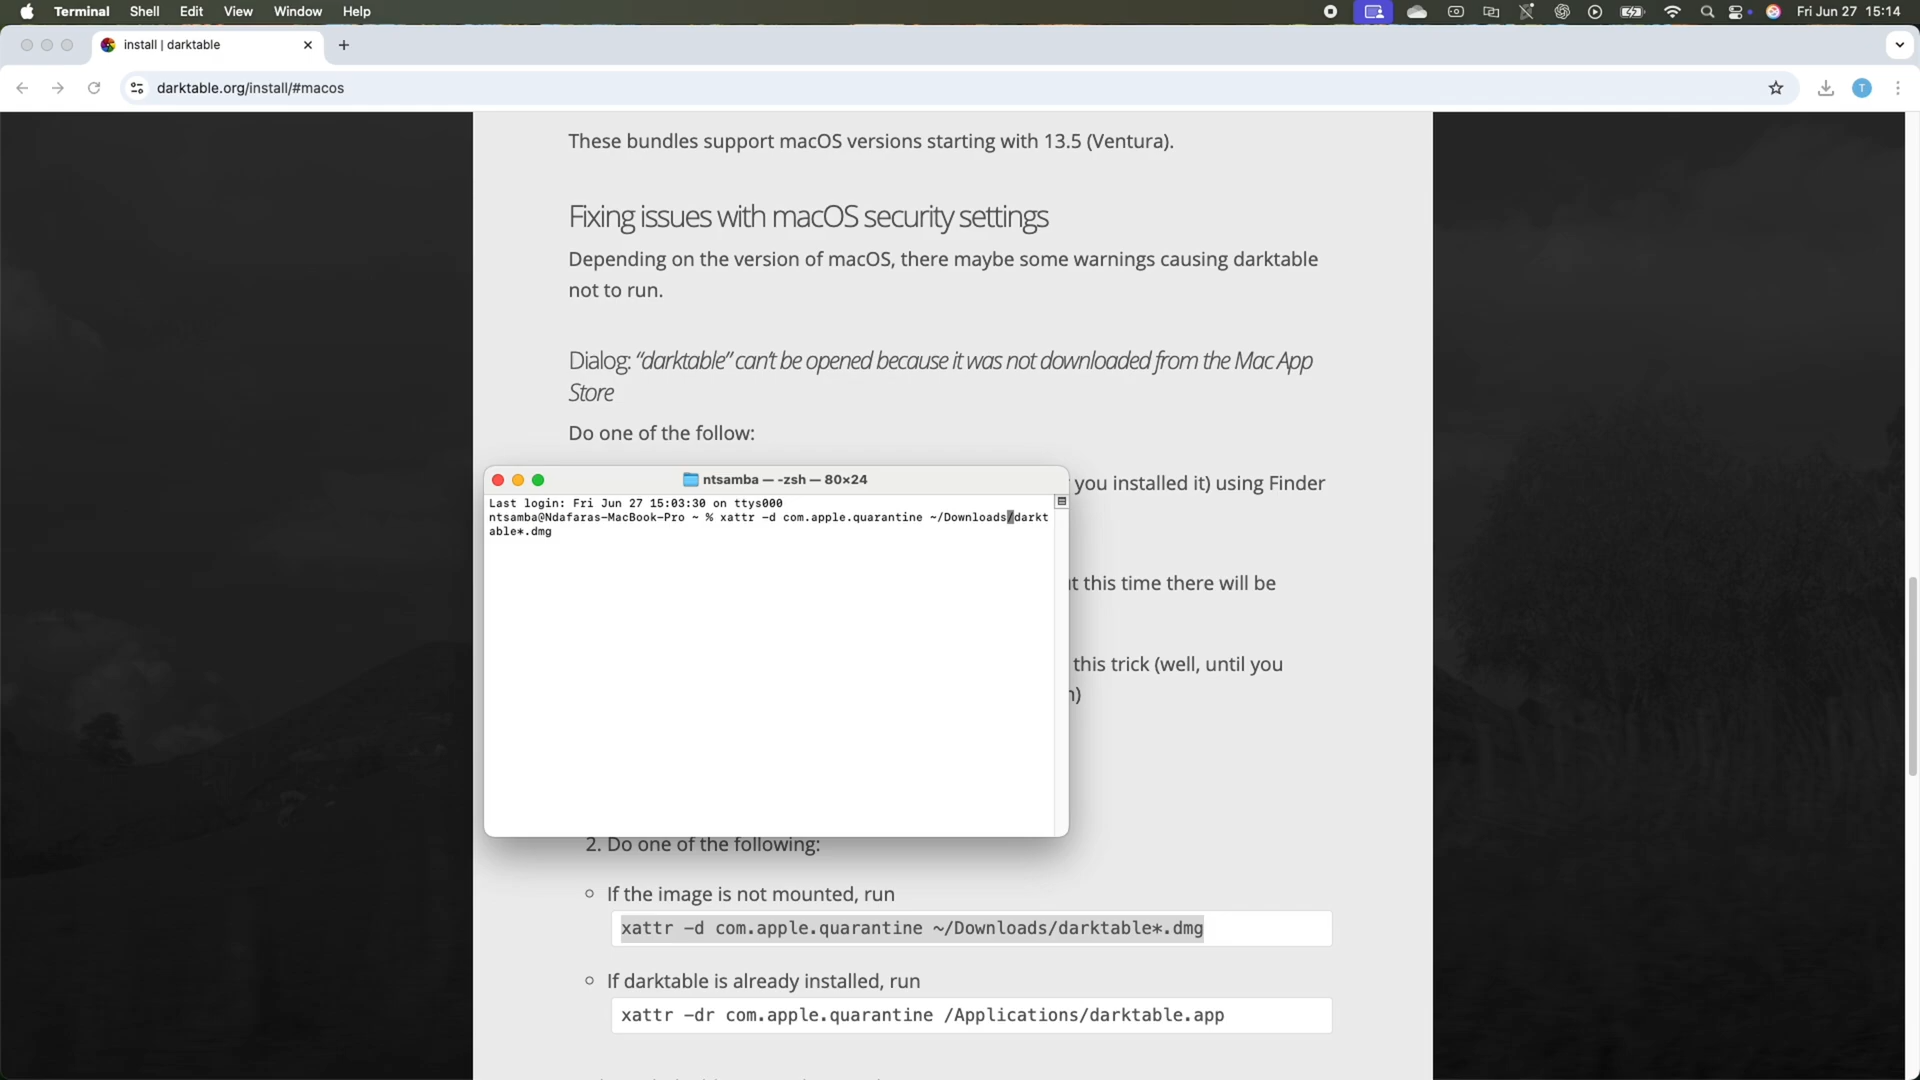 Terminal Shell Edit View Window Help Fri Jun 27 15:14
install | darktable
darktable.org/install/#macos
T
These bundles support macOS versions starting with 13.5 (Ventura).
Fixing issues with macOS security settings
Depending on the version of macOS, there maybe some warnings causing darktable
not to run.
Dialog: “darktable” can’t be opened because it was not downloaded from the Mac App
Store
Do one of the follow:
you installed it) using Finder
t this time there will be
this trick (well, until you
)
ntsamba — -zsh — 80×24
Last login: Fri Jun 27 15:03:30 on ttys000
ntsamba@Ndafaras-MacBook-Pro ~ % xattr -d com.apple.quarantine ~/Downloads/darkt
able*.dmg
2. Do one of the following:
If the image is not mounted, run
xattr -d com.apple.quarantine ~/Downloads/darktable*.dmg
If darktable is already installed, run
xattr -dr com.apple.quarantine /Applications/darktable.app